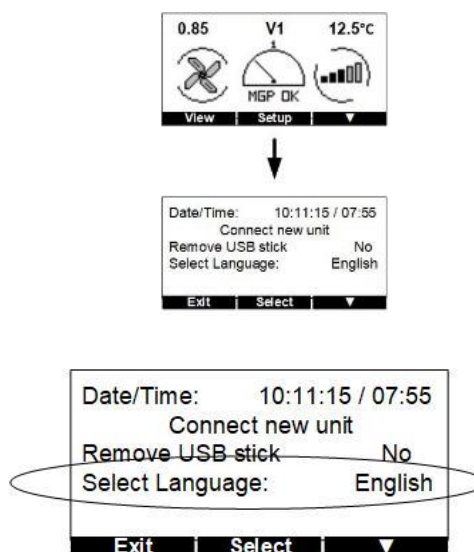 0.85 V1 12.5°C
1
MGP OK
View Setup ▼
Date/Time: 10:11:15 / 07:55
Connect new unit
Remove USB stick No
Select Language: English
Exit Select ▼
Date/Time: 10:11:15 / 07:55
Connect new unit
Remove USB stick No
Select Language: English
Exit Select ▼